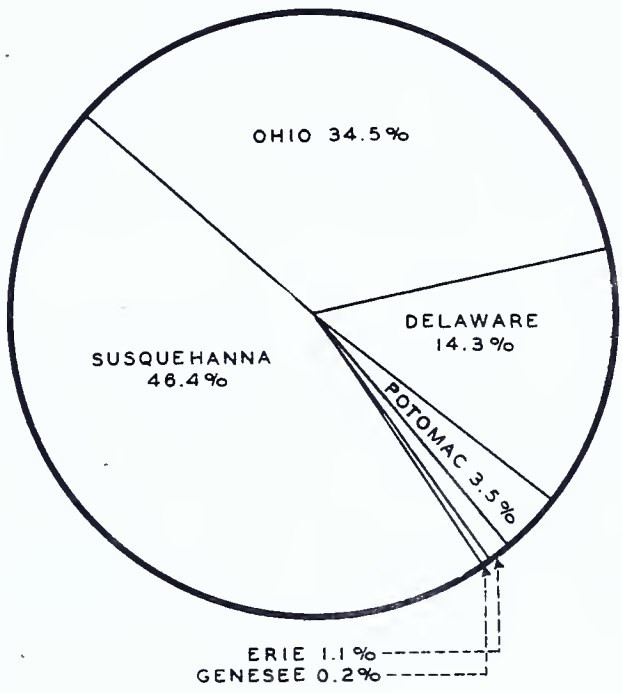 OHIO 34.5%
DELAWARE
14.3%
SUSQUEHANNA
46.4%
POTOMAC 3.5%
ERIE 1.1%
GENESEE 0.2%